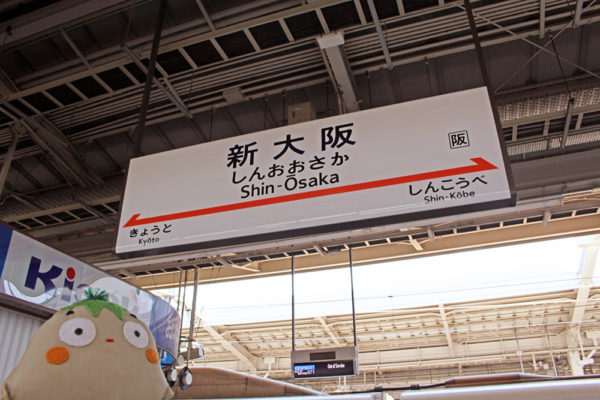 新大阪
しんおおさか
Shin-Ōsaka
阪
きょうと
Kyōto
しんこうべ
Shin-Kōbe
Ki